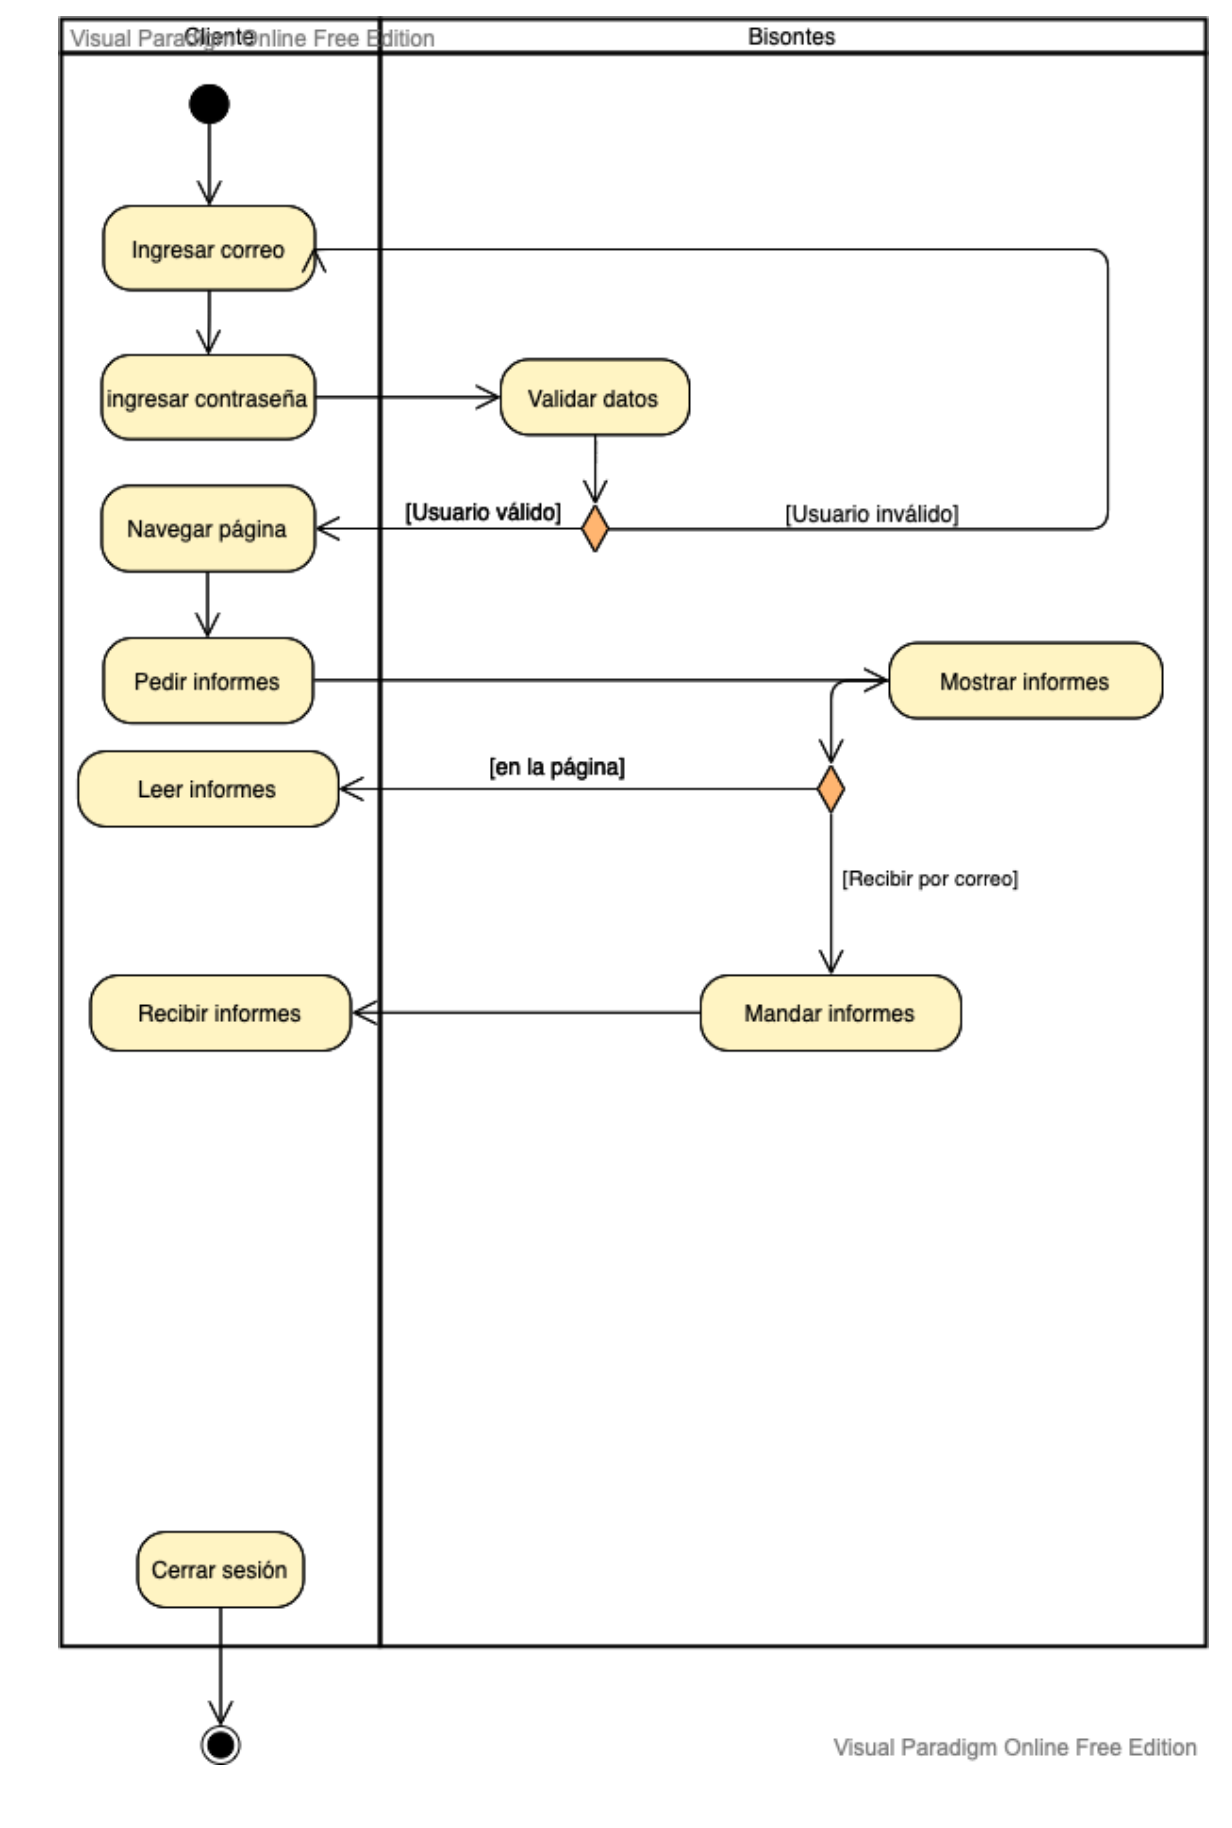 Visual Paradigm Online Free Edition
Cliente
Bisontes
Ingresar correo
ingresar contraseña
Validar datos
[Usuario válido]
[Usuario inválido]
Navegar página
Pedir informes
Mostrar informes
[en la página]
Leer informes
[Recibir por correo]
Recibir informes
Mandar informes
Cerrar sesión
Visual Paradigm Online Free Edition